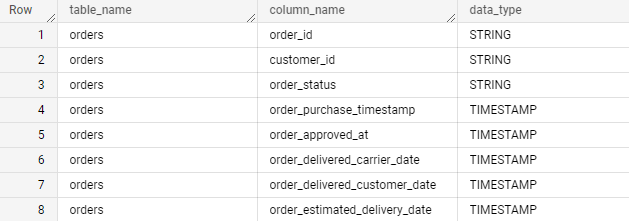 Row table_name column_name data_type
1 orders order_id STRING
2 orders customer_id STRING
3 orders order_status STRING
4 orders order_purchase_timestamp TIMESTAMP
5 orders order_approved_at TIMESTAMP
6 orders order_delivered_carrier_date TIMESTAMP
7 orders order_delivered_customer_date TIMESTAMP
8 orders order_estimated_delivery_date TIMESTAMP